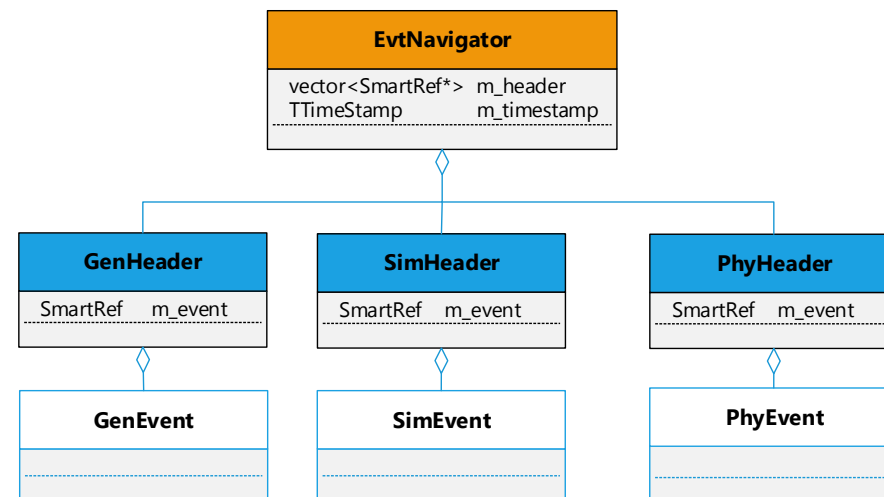 EvtNavigator
vector<SmartRef*> m_header
TTimeStamp m_timestamp
GenHeader
SmartRef m_event
SimHeader
SmartRef m_event
PhyHeader
SmartRef m_event
GenEvent
SimEvent
PhyEvent